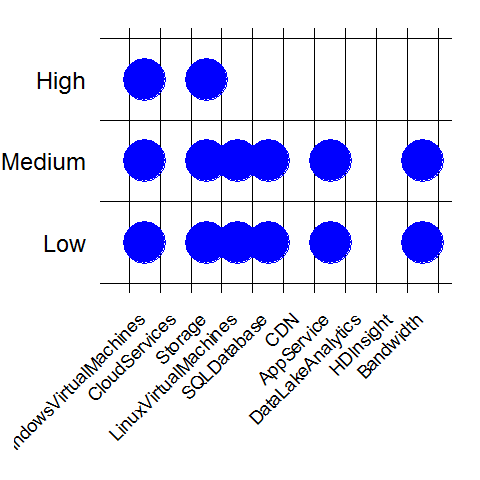 High
Medium
Low
ndowsVirtualMachines
CloudServices
Storage
LinuxVirtualMachines
SQLDatabase
CDN
AppService
DataLakeAnalytics
HDInsight
Bandwidth